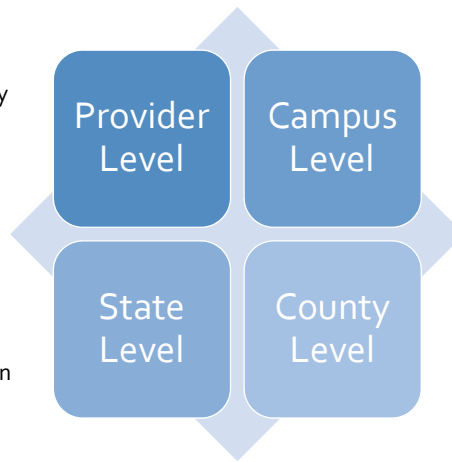 y
Provider
Level
Campus
Level
State
Level
County
Level
n